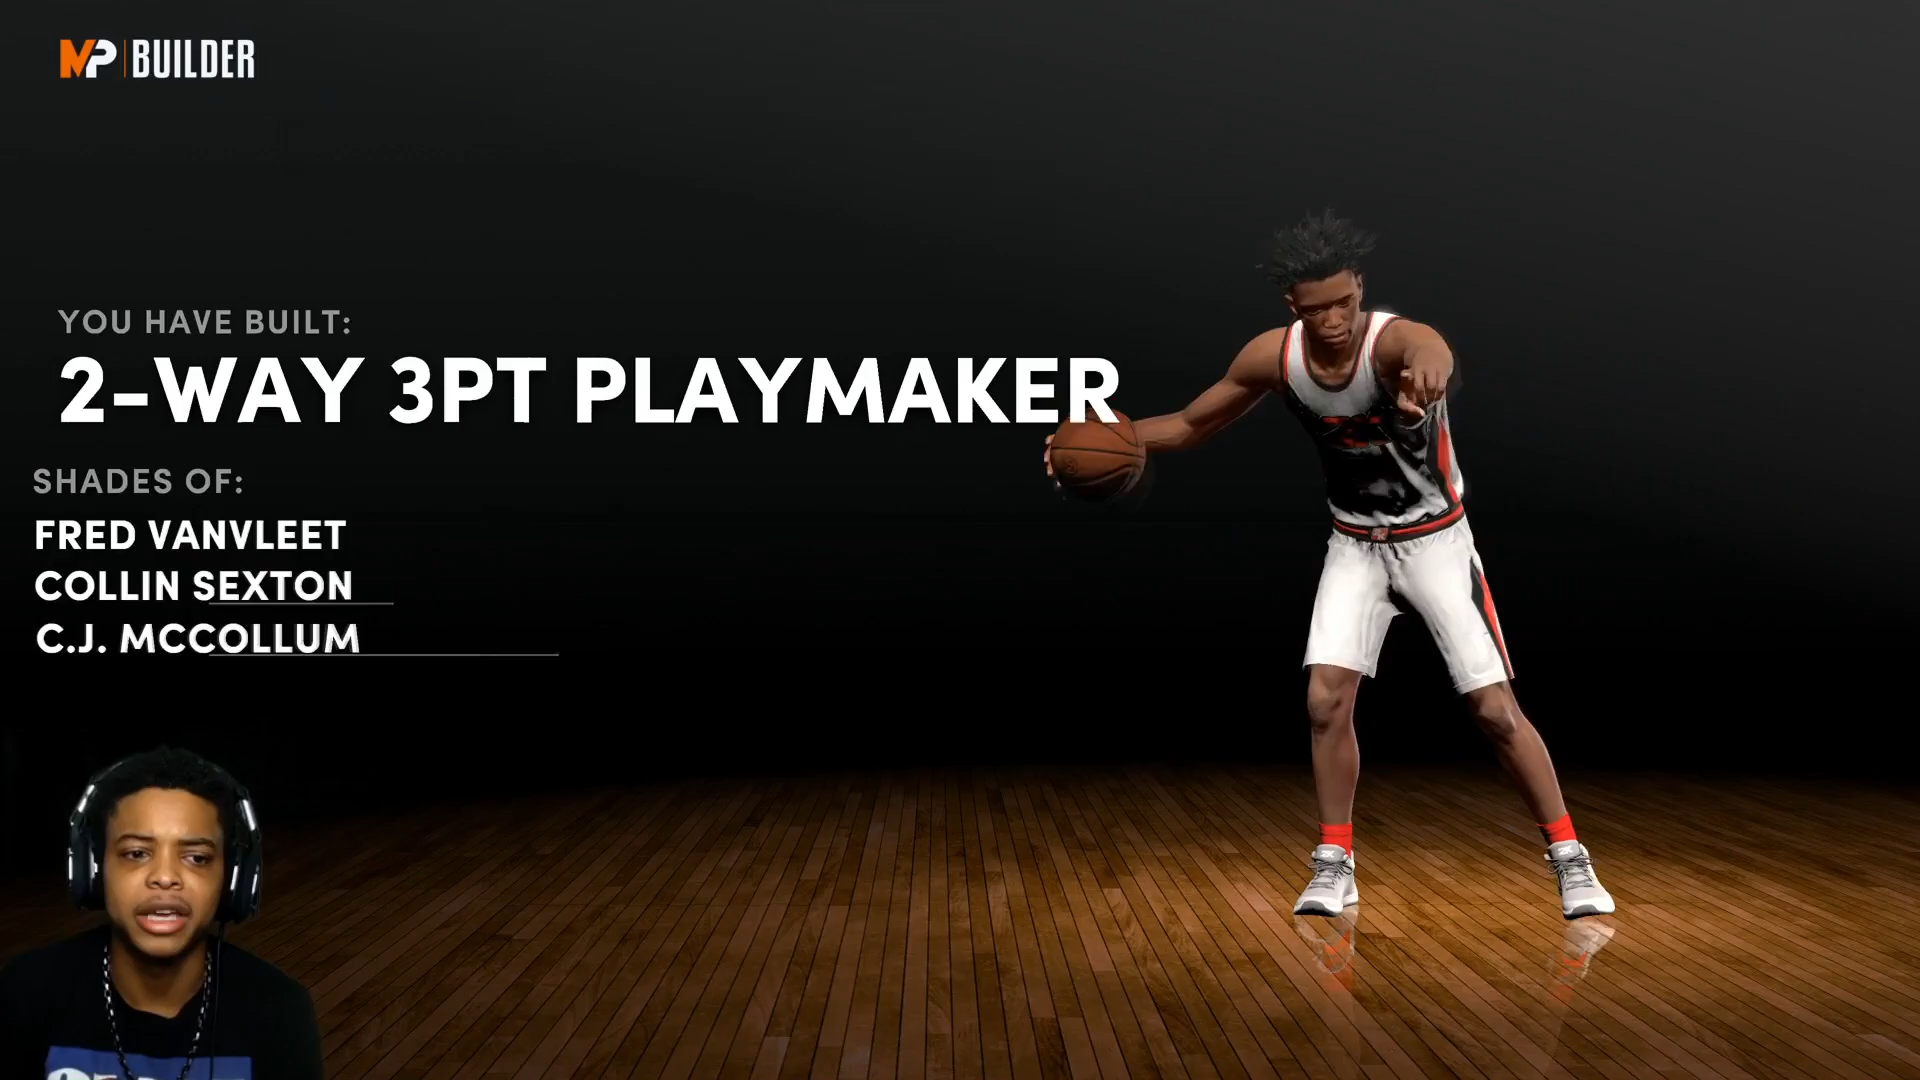 MP | BUILDER
YOU HAVE BUILT:
2-WAY 3PT PLAYMAKER
SHADES OF:
FRED VANVLEET
COLLIN SEXTON
C.J. MCCOLLUM